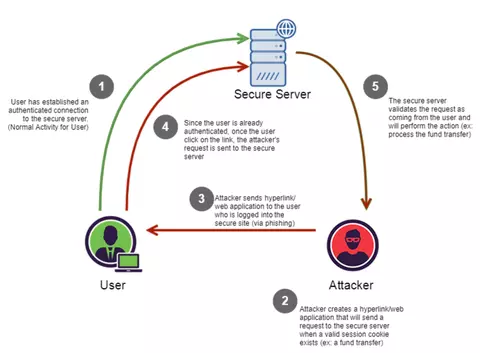 1
User has established an
authenticated connection
to the secure server.
(Normal Activity for User)
Secure Server
4
Since the user is already
authenticated, once the user
click on the link, the attacker's
request is sent to the secure
server
5
The secure server
validates the request as
coming from the user and
will perform the action (ex:
process the fund transfer)
3
Attacker sends hyperlink/
web application to the user
who is logged into the
secure site (via phishing)
User
Attacker
2
Attacker creates a hyperlink/web
application that will send a
request to the secure server
when a valid session cookie
exists (ex: a fund transfer)